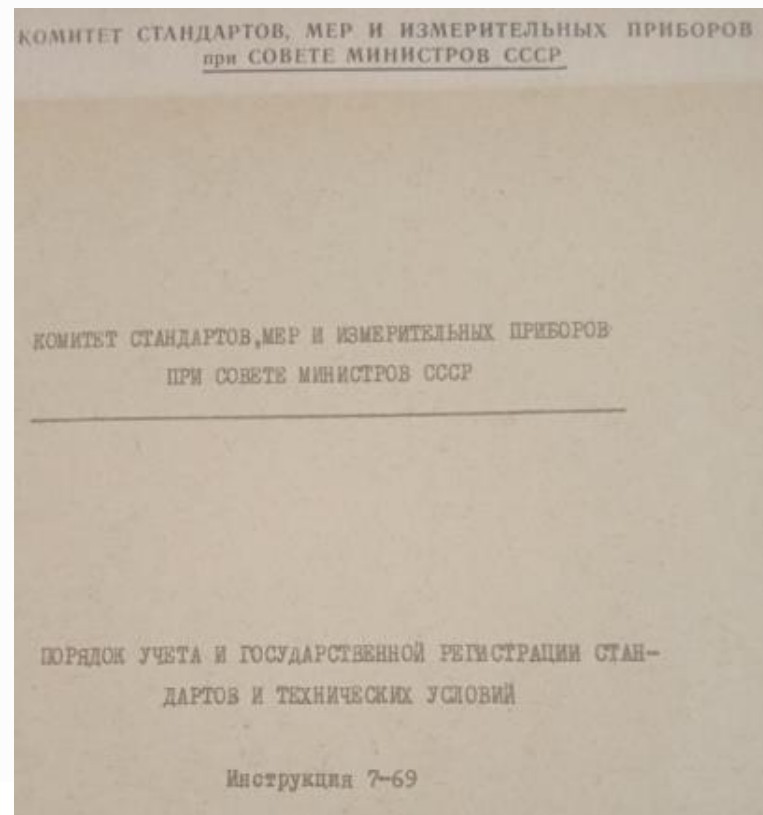 КОМИТЕТ СТАНДАРТОВ, МЕР И ИЗМЕРИТЕЛЬНЫХ ПРИБОРОВ
при СОВЕТЕ МИНИСТРОВ СССР
КОМИТЕТ СТАНДАРТОВ,МЕР И ИЗМЕРИТЕЛЬНЫХ ПРИБОРОВ
ПРИ СОВЕТЕ МИНИСТРОВ СССР
ПОРЯДОК УЧЕТА И ГОСУДАРСТВЕННОЙ РЕГИСТРАЦИИ СТАН-
ДАРТОВ И ТЕХНИЧЕСКИХ УСЛОВИЙ
Инструкция 7-69